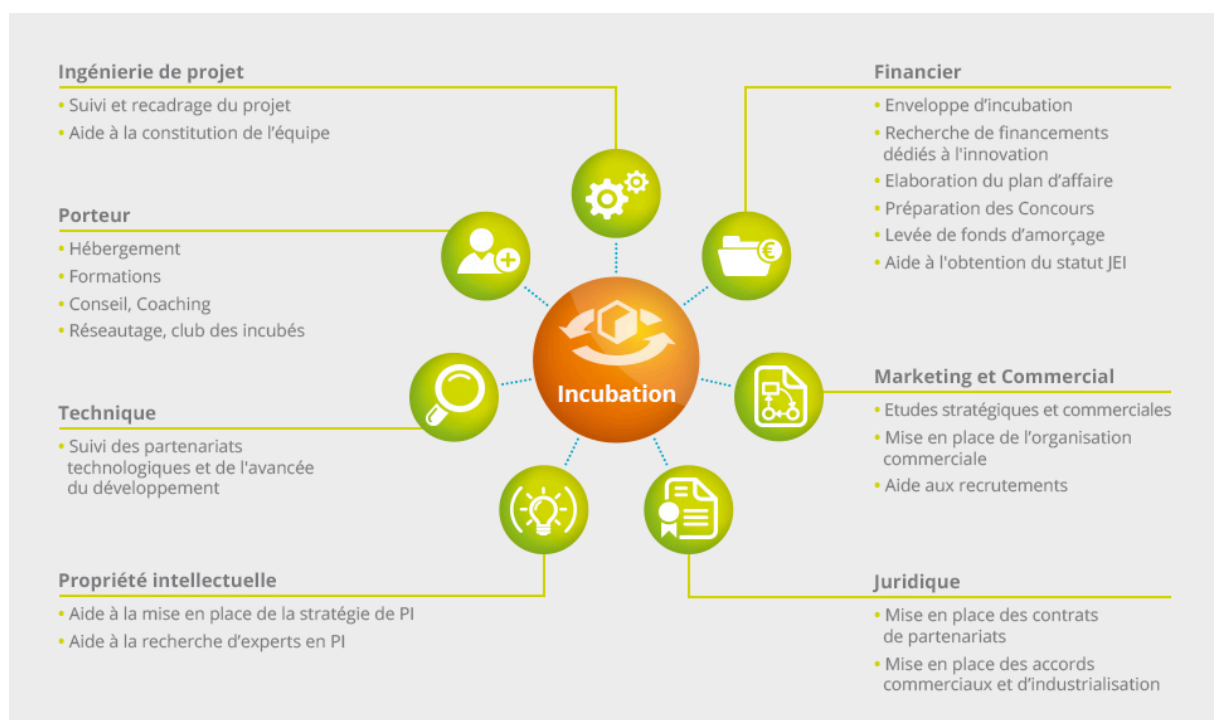 Ingénierie de projet
• Suivi et recadrage du projet
• Aide à la constitution de l’équipe
Porteur
• Hébergement
• Formations
• Conseil, Coaching
• Réseautage, club des incubés
Technique
• Suivi des partenariats
technologiques et de l'avancée
du développement
Propriété intellectuelle
• Aide à la mise en place de la stratégie de PI
• Aide à la recherche d’experts en PI
Incubation
Financier
• Enveloppe d’incubation
• Recherche de financements
dédiés à l'innovation
• Elaboration du plan d’affaire
• Préparation des Concours
• Levée de fonds d’amorçage
• Aide à l'obtention du statut JEI
Marketing et Commercial
• Etudes stratégiques et commerciales
• Mise en place de l’organisation
commerciale
• Aide aux recrutements
Juridique
• Mise en place des contrats
de partenariats
• Mise en place des accords
commerciaux et d’industrialisation